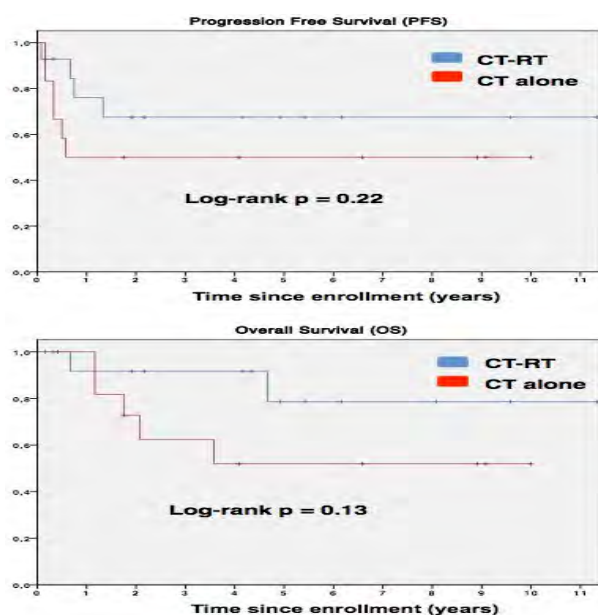 Progression Free Survival (PFS)
1,0
0,8
0,6
0,4
0,2
0,0
CT-RT
CT alone
Log-rank p = 0.22
0 1 2 3 4 5 6 7 8 9 10 11
Time since enrollment (years)
Overall Survival (OS)
1,0
0,8
0,6
0,4
0,2
0,0
CT-RT
CT alone
Log-rank p = 0.13
0 1 2 3 4 5 6 7 8 9 10 11
Time since enrollment (years)